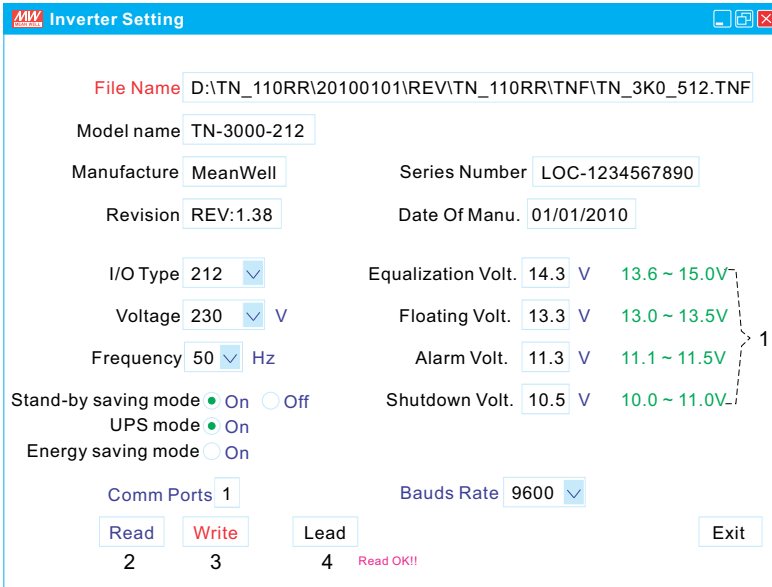 MW MEAN WELL Inverter Setting
File Name D:\TN_110RR\20100101\REV\TN_110RR\TNF\TN_3K0_512.TNF
Model name TN-3000-212
Manufacture MeanWell Series Number LOC-1234567890
Revision REV:1.38 Date Of Manu. 01/01/2010
I/O Type 212 Equalization Volt. 14.3 V 13.6 ~ 15.0V
Voltage 230 V Floating Volt. 13.3 V 13.0 ~ 13.5V
1
Frequency 50 Hz Alarm Volt. 11.3 V 11.1 ~ 11.5V
Stand-by saving mode On Off Shutdown Volt. 10.5 V 10.0 ~ 11.0V
UPS mode On
Energy saving mode On
Comm Ports 1 Bauds Rate 9600
Read Write Lead Exit
2 3 4 Read OK!!